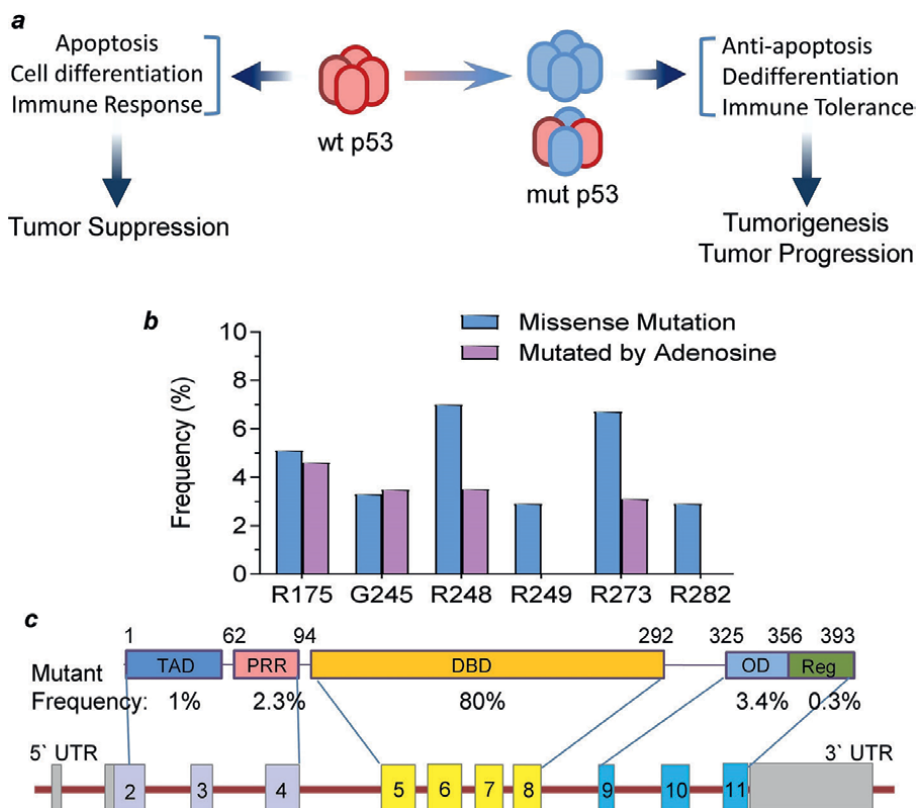 a
Apoptosis
Cell differentiation
Immune Response
Tumor Suppression
wt p53
mut p53
Anti-apoptosis
Dedifferentiation
Immune Tolerance
Tumorigenesis
Tumor Progression
b
Missense Mutation
Mutated by Adenosine
Frequency (%)
10
8
6
4
2
0
R175 G245 R248 R249 R273 R282
c
1 62 94 292 325 356 393
TAD PRR DBD OD Reg
Mutant
Frequency: 1% 2.3% 80% 3.4% 0.3%
5` UTR 3` UTR
2 3 4 5 6 7 8 9 10 11